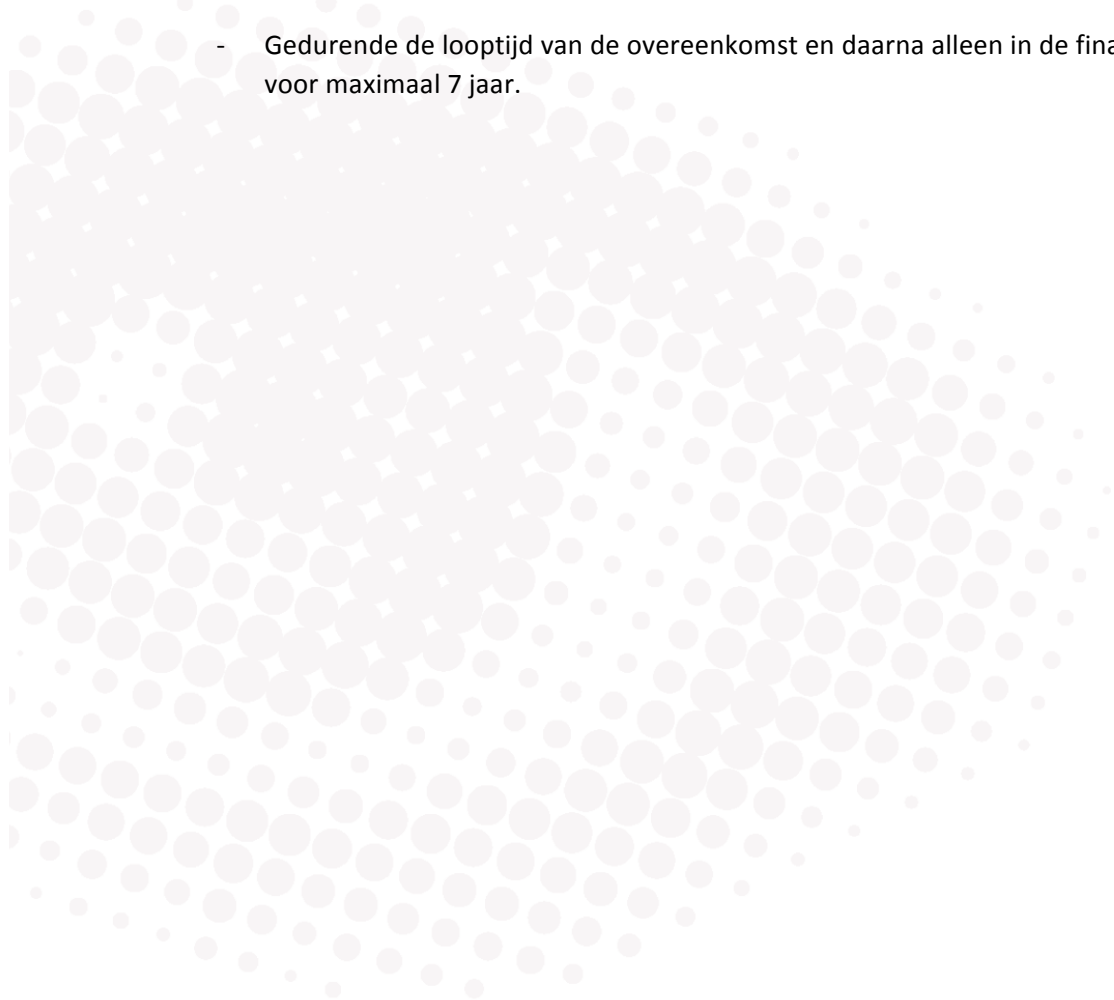 - Gedurende de looptijd van de overeenkomst en daarna alleen in de fina
voor maximaal 7 jaar.